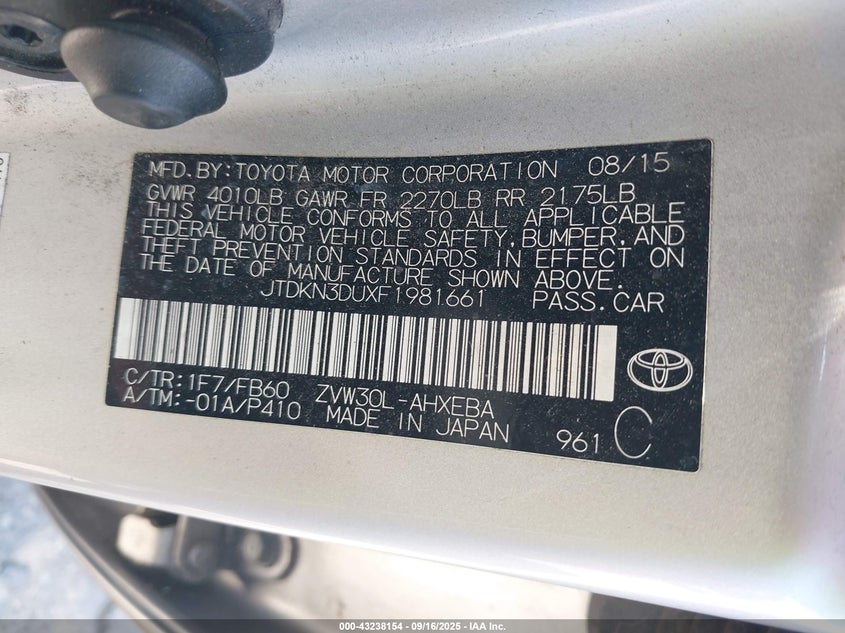 MFD.BY:TOYOTA MOTOR CORPORATION 08/15
GVWR 4010LB GAWR FR 2270LB RR 2175LB
THIS VEHICLE CONFORMS TO ALL APPLICABLE
FEDERAL MOTOR VEHICLE SAFETY,BUMPER,AND
THEFT PREVENTION STANDARDS IN EFFECT ON
THE DATE OF MANUFACTURE SHOWN ABOVE.
JTDKN3DUXF1981661 PASS.CAR
C/TR:1F7/FB60 ZVW30L-AHXEBA
A/TM:-01A/P410 MADE IN JAPAN 961 C
000-43238154 - 09/16/2025 - IAA Inc.